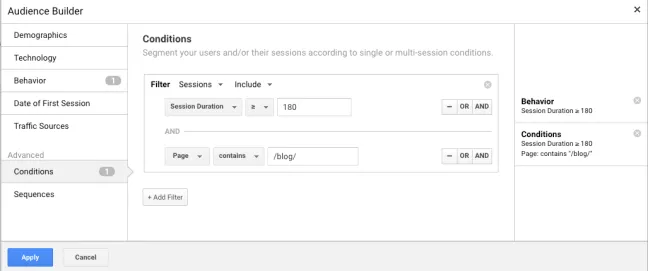 Audience Builder
×
Demographics
Technology
Behavior 1
Date of First Session
Traffic Sources
Advanced
Conditions 1
Sequences
Conditions
Segment your users and/or their sessions according to single or multi-session conditions.
Filter Sessions Include
Session Duration ≥ 180 – OR AND
AND
Page contains /blog/ – OR AND
+ Add Filter
Behavior
Session Duration ≥ 180
Conditions
Session Duration ≥ 180
Page: contains "/blog/"
Apply Cancel